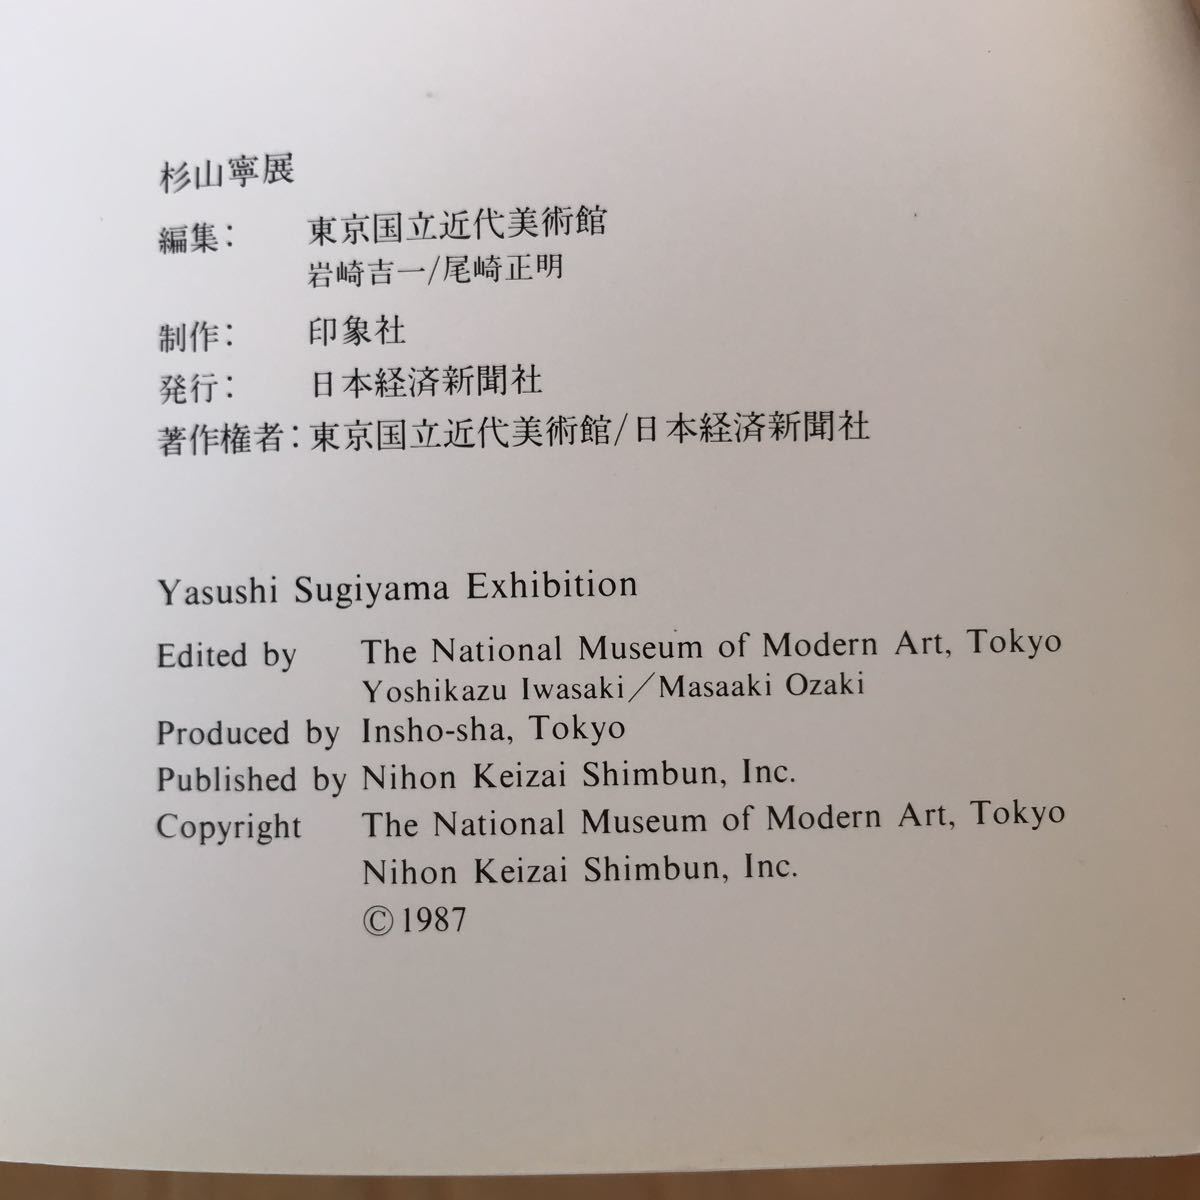 杉山寧展
編集： 東京国立近代美術館
岩崎吉一/尾崎正明
制作： 印象社
発行： 日本経済新聞社
著作権者：東京国立近代美術館/日本経済新聞社
Yasushi Sugiyama Exhibition
Edited by The National Museum of Modern Art, Tokyo
Yoshikazu Iwasaki／Masaaki Ozaki
Produced by Insho-sha, Tokyo
Published by Nihon Keizai Shimbun, Inc.
Copyright The National Museum of Modern Art, Tokyo
Nihon Keizai Shimbun, Inc.
©1987